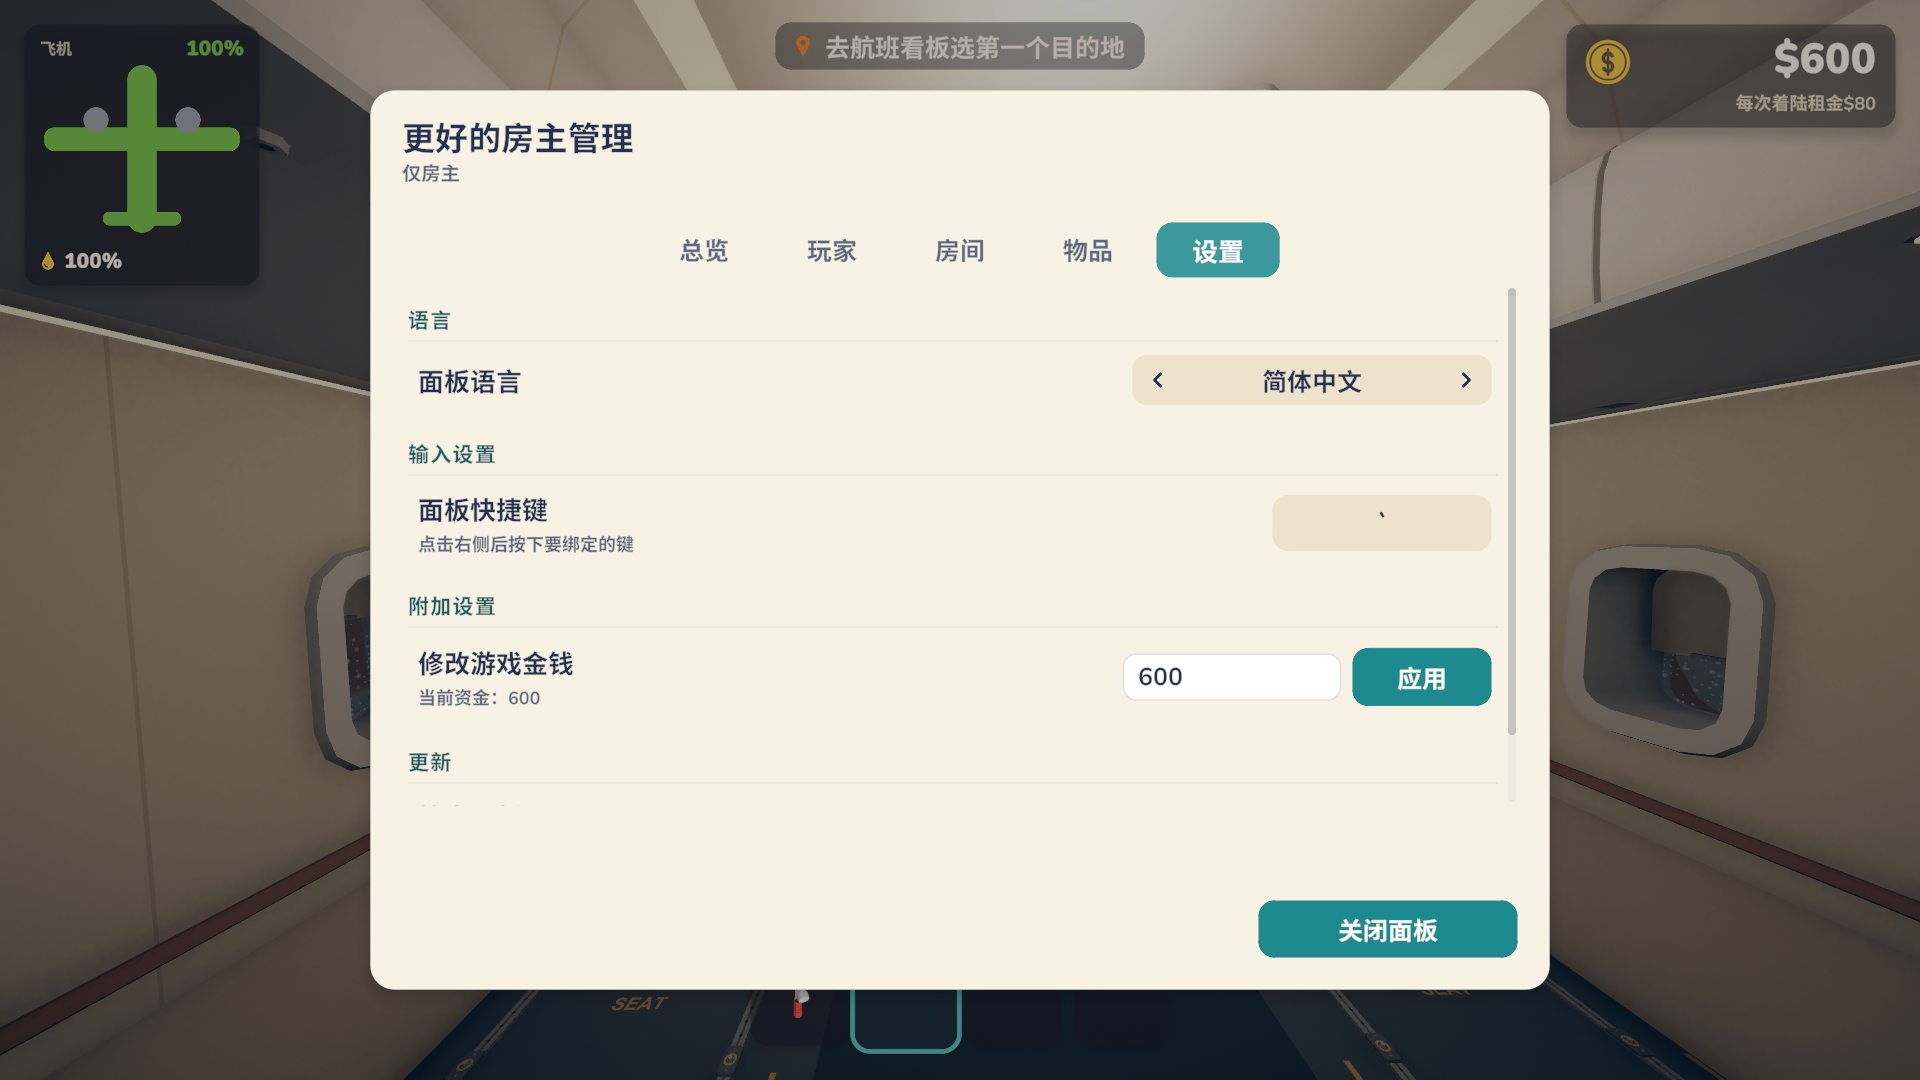 飞机
100%
100%
去航班看板选第一个目的地
$600
每次着陆租金$80
更好的房主管理
仅房主
总览
玩家
房间
物品
设置
语言
面板语言
简体中文
输入设置
面板快捷键
点击右侧后按下要绑定的键
`
附加设置
修改游戏金钱
当前资金：600
600
应用
更新
关闭面板
SEAT